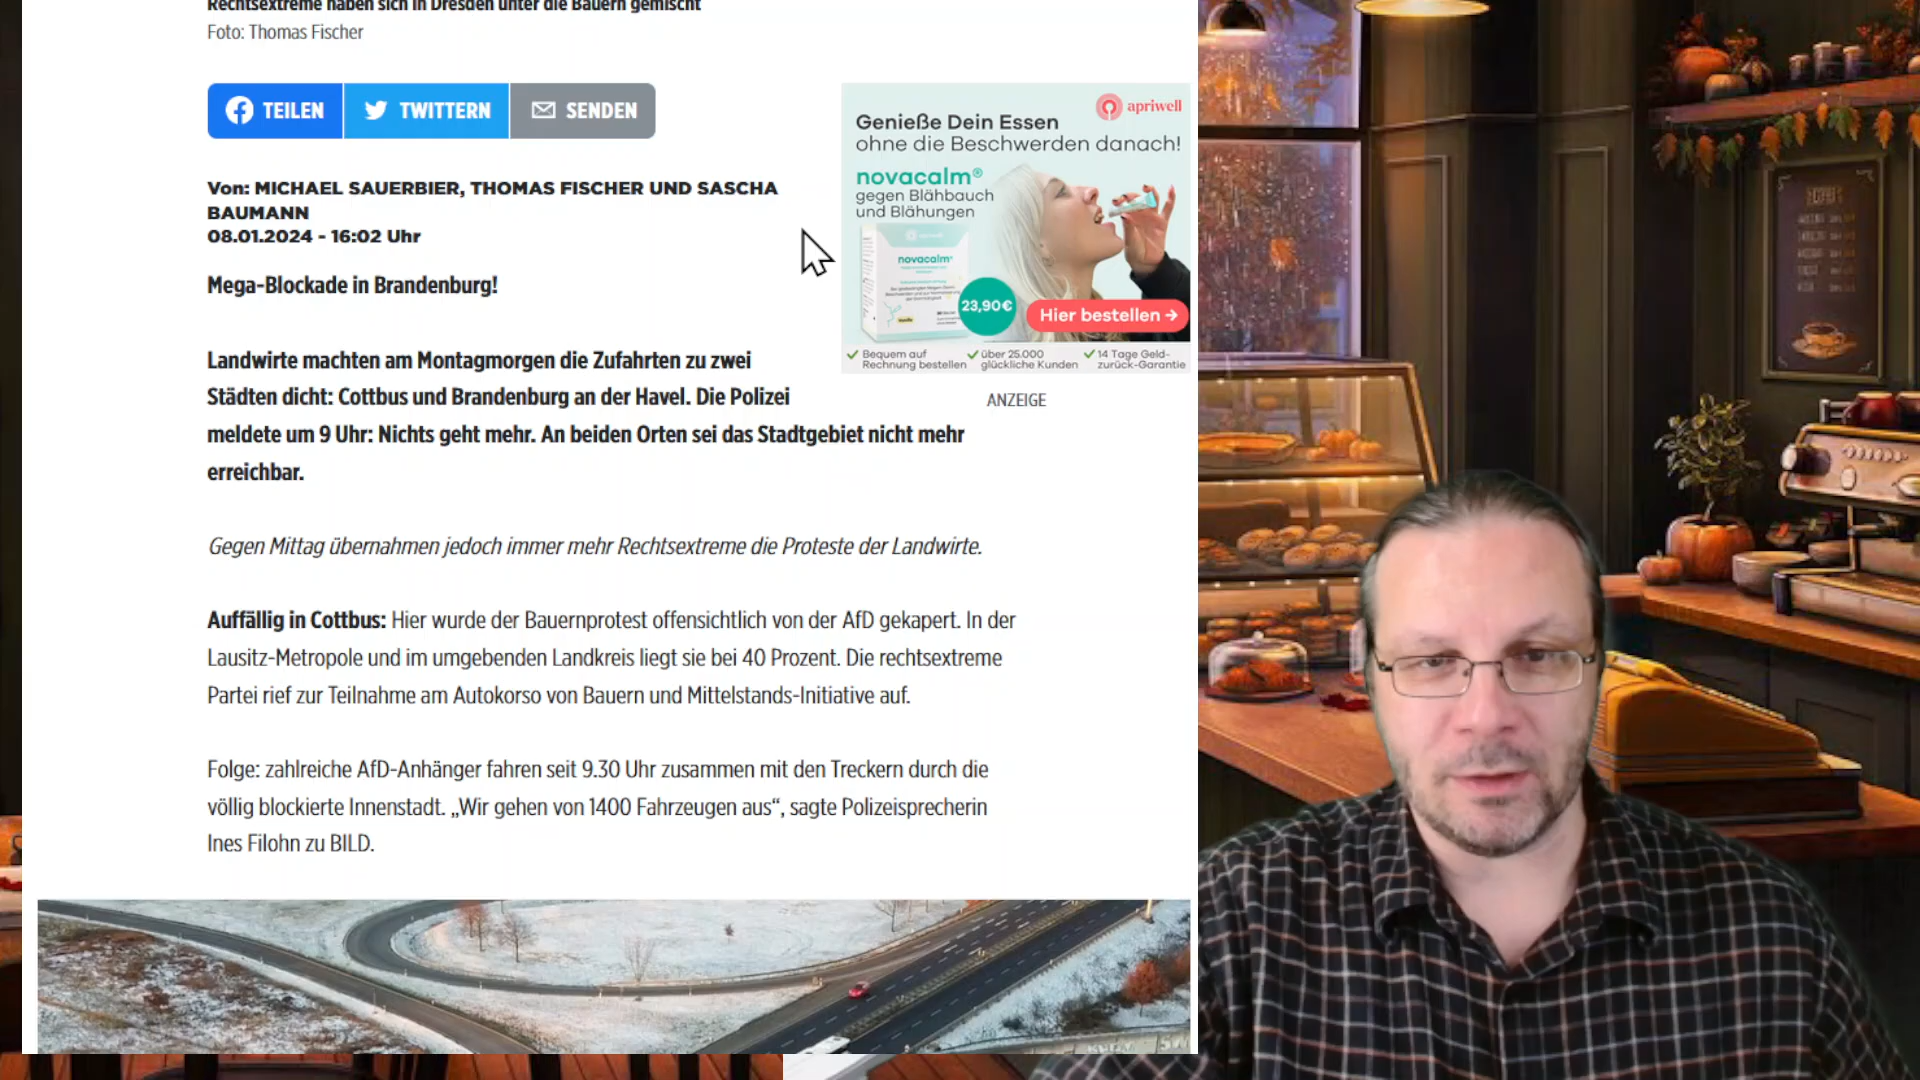 Rechtsextreme haben sich in Dresden unter die Bauern gemischt
Foto: Thomas Fischer
TEILEN
TWITTERN
SENDEN
Von: MICHAEL SAUERBIER, THOMAS FISCHER UND SASCHA
BAUMANN
08.01.2024 - 16:02 Uhr
Mega-Blockade in Brandenburg!
Landwirte machten am Montagmorgen die Zufahrten zu zwei
Städten dicht: Cottbus und Brandenburg an der Havel. Die Polizei
meldete um 9 Uhr: Nichts geht mehr. An beiden Orten sei das Stadtgebiet nicht mehr
erreichbar.
Gegen Mittag übernahmen jedoch immer mehr Rechtsextreme die Proteste der Landwirte.
Auffällig in Cottbus: Hier wurde der Bauernprotest offensichtlich von der AfD gekapert. In der
Lausitz-Metropole und im umgebenden Landkreis liegt sie bei 40 Prozent. Die rechtsextreme
Partei rief zur Teilnahme am Autokorso von Bauern und Mittelstands-Initiative auf.
Folge: zahlreiche AfD-Anhänger fahren seit 9.30 Uhr zusammen mit den Treckern durch die
völlig blockierte Innenstadt. „Wir gehen von 1400 Fahrzeugen aus“, sagte Polizeisprecherin
Ines Filohn zu BILD.
apriwell
Genieße Dein Essen
ohne die Beschwerden danach!
novacalm®
gegen Blähbauch
und Blähungen
apriwell
novacalm®
23,90€
Hier bestellen →
Bequem auf
Rechnung bestellen
über 25.000
glückliche Kunden
14 Tage Geld-
zurück-Garantie
ANZEIGE